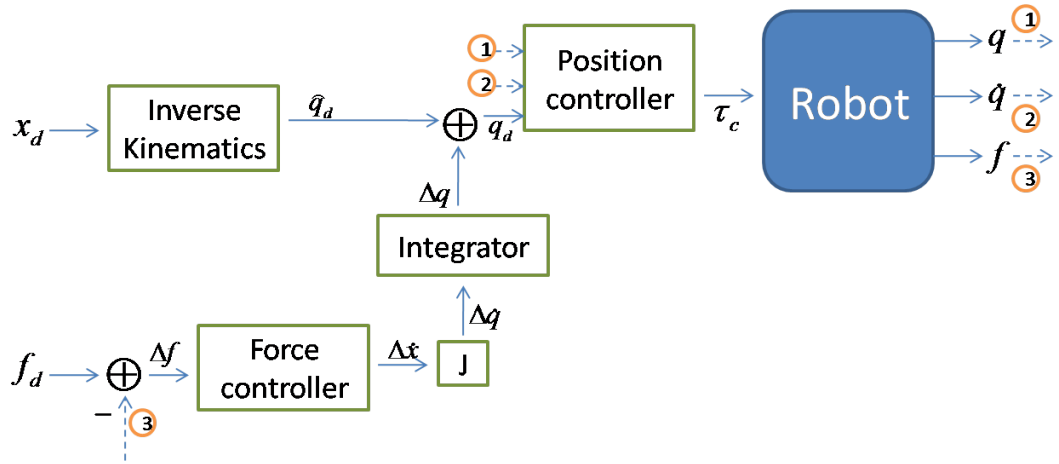 x_d
Inverse
Kinematics
q̂_d
1
2
q_d
Position
controller
τ_c
Robot
q
1
q̇
2
f
3
Δq
Integrator
Δq̇
f_d
Δf
−
3
Force
controller
Δẋ
J